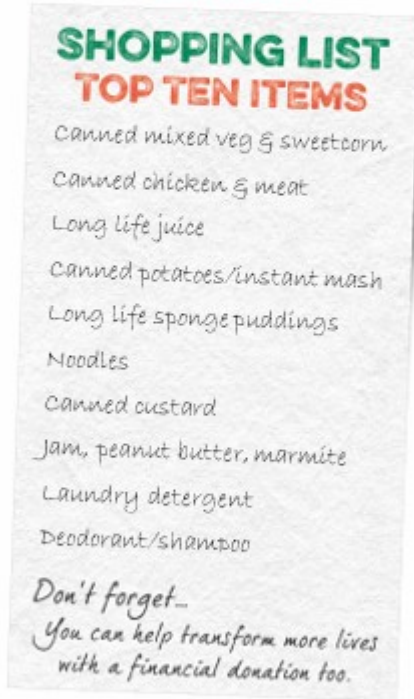 SHOPPING LIST
TOP TEN ITEMS
Canned mixed veg & sweetcorn
Canned chicken & meat
Long life juice
Canned potatoes/instant mash
Long life sponge puddings
Noodles
Canned custard
Jam, peanut butter, marmite
Laundry detergent
Deodorant/shampoo
Don't forget...
You can help transform more lives
with a financial donation too.